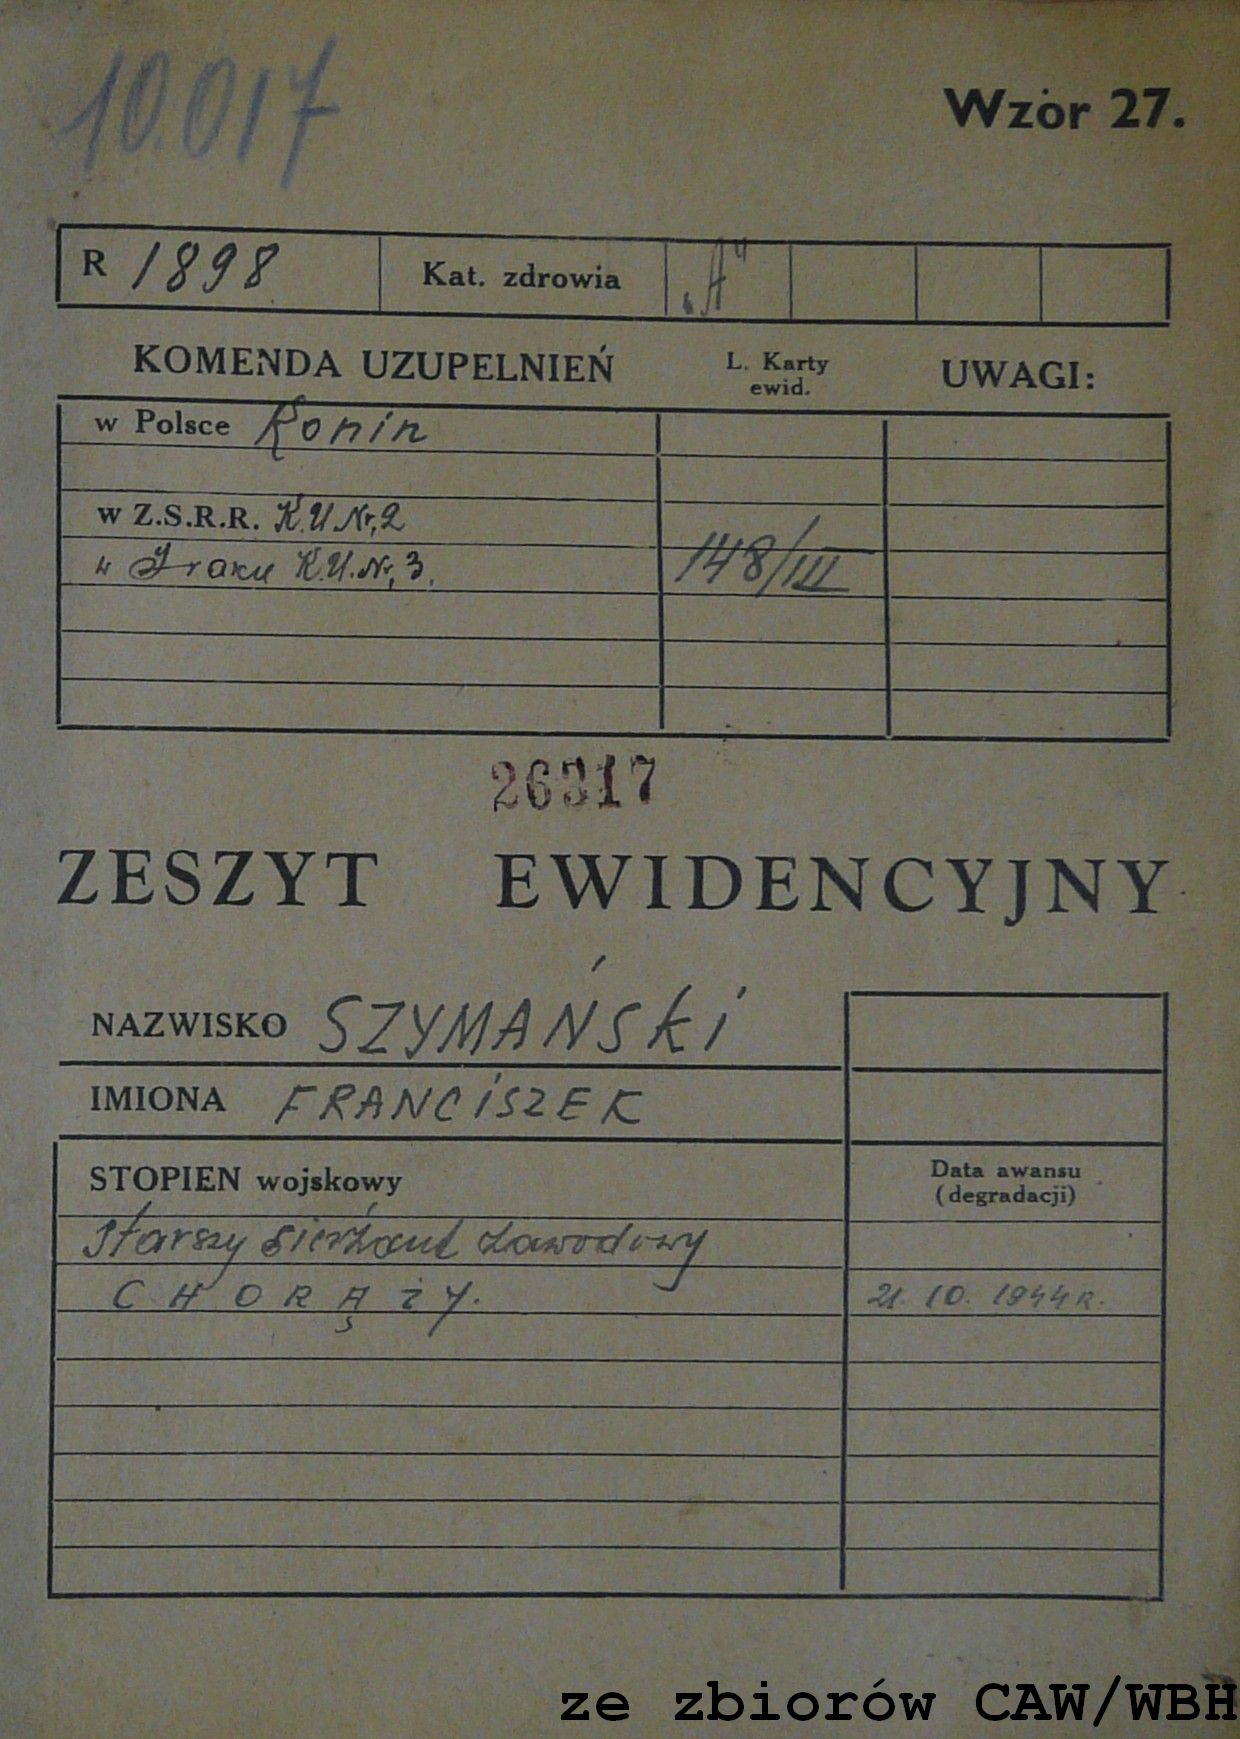 10.017
Wzór 27.
R 1898 Kat. zdrowia „A"
KOMENDA UZUPEŁNIEŃ L. Karty ewid. UWAGI:
w Polsce Konin
w Z.S.R.R. K.U Nr, 2
w Iraku K.U. Nr, 3. 148/III
26317
ZESZYT EWIDENCYJNY
NAZWISKO SZYMAŃSKI
IMIONA FRANCISZEK
STOPIEN wojskowy Data awansu (degradacji)
Starszy sierżant zawodowy
CHORĄŻY. 21. 10. 1944 R.
ze zbiorów CAW/WBH